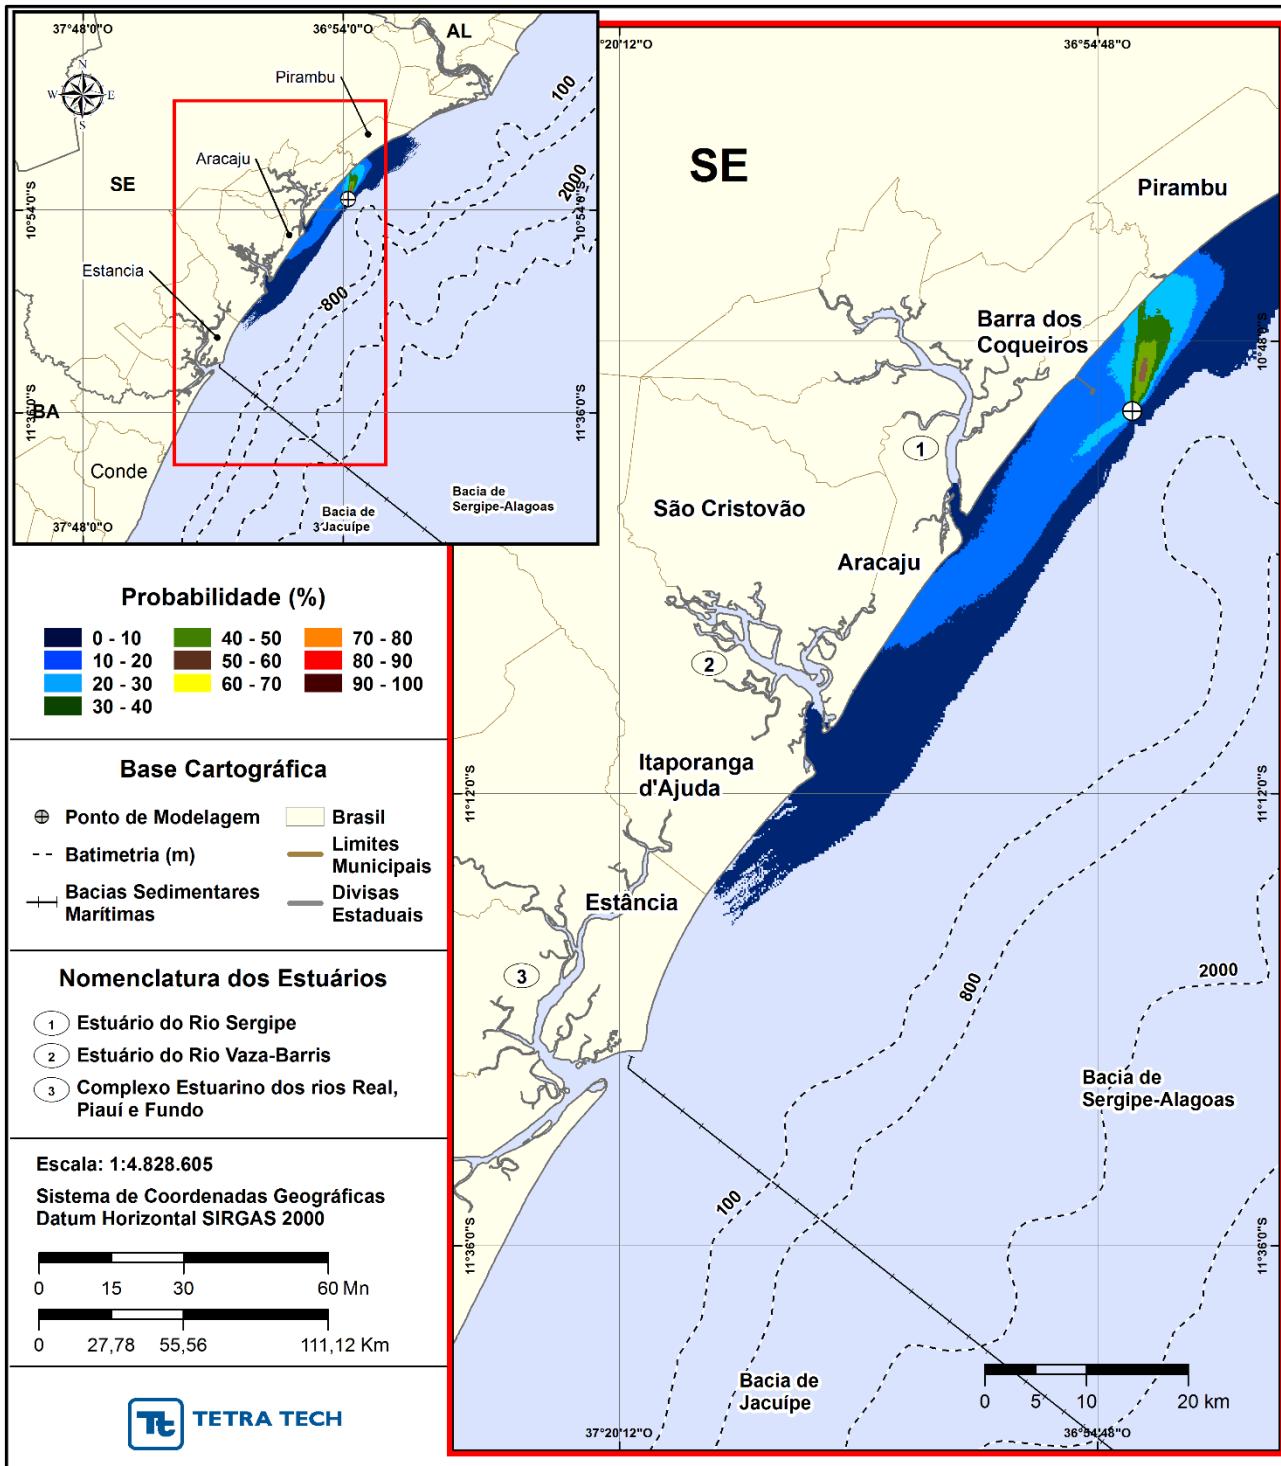 37°48'0"O
36°54'0"O
AL
N
W
E
S
Pirambu
100
Aracaju
2000
SE
10°54'0"S
10°54'0"S
Estancia
800
11°36'0"S
11°36'0"S
BA
Conde
Bacia de
Sergipe-Alagoas
Bacia de
Jacuípe
37°48'0"O
°20'12"O
36°54'48"O
SE
Pirambu
Barra dos
Coqueiros
10°48'0"S
10°48'0"S
1
São Cristovão
Aracaju
2
Itaporanga
d'Ajuda
11°12'0"S
11°12'0"S
Estância
3
800
2000
Bacia de
Sergipe-Alagoas
100
11°36'0"S
11°36'0"S
Bacia de
Jacuípe
0 5 10 20 km
37°20'12"O
36°54'48"O
Probabilidade (%)
0 - 10
10 - 20
20 - 30
30 - 40
40 - 50
50 - 60
60 - 70
70 - 80
80 - 90
90 - 100
Base Cartográfica
Ponto de Modelagem
Batimetria (m)
Bacias Sedimentares
Marítimas
Brasil
Limites
Municipais
Divisas
Estaduais
Nomenclatura dos Estuários
1 Estuário do Rio Sergipe
2 Estuário do Rio Vaza-Barris
3 Complexo Estuarino dos rios Real,
Piauí e Fundo
Escala: 1:4.828.605
Sistema de Coordenadas Geográficas
Datum Horizontal SIRGAS 2000
0 15 30 60 Mn
0 27,78 55,56 111,12 Km
Tt TETRA TECH